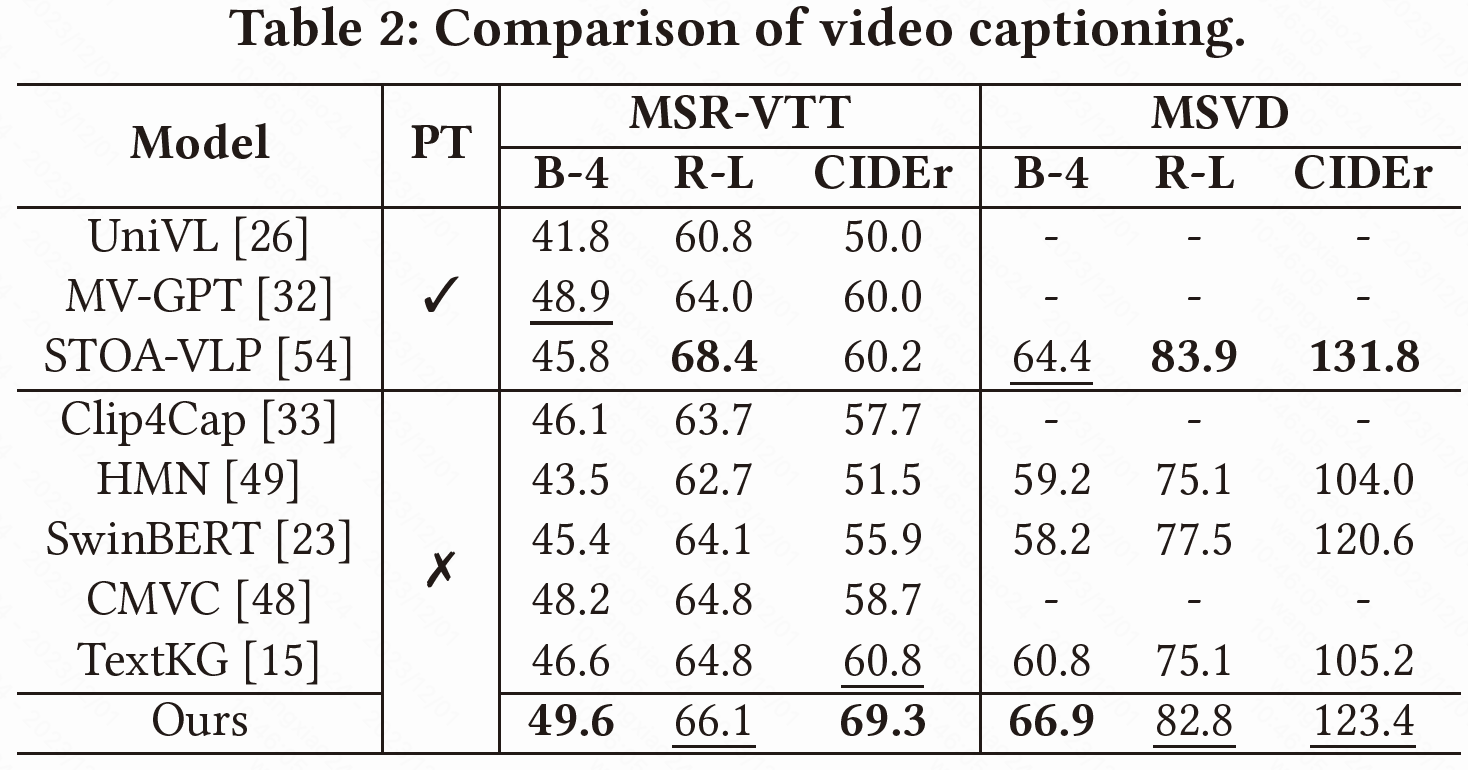 Table 2: Comparison of video captioning.
Model PT MSR-VTT MSVD
B-4 R-L CIDEr B-4 R-L CIDEr
UniVL [26] 41.8 60.8 50.0 - - -
MV-GPT [32] ✓ 48.9 64.0 60.0 - - -
STOA-VLP [54] 45.8 68.4 60.2 64.4 83.9 131.8
Clip4Cap [33] 46.1 63.7 57.7 - - -
HMN [49] 43.5 62.7 51.5 59.2 75.1 104.0
SwinBERT [23] ✗ 45.4 64.1 55.9 58.2 77.5 120.6
CMVC [48] 48.2 64.8 58.7 - - -
TextKG [15] 46.6 64.8 60.8 60.8 75.1 105.2
Ours 49.6 66.1 69.3 66.9 82.8 123.4